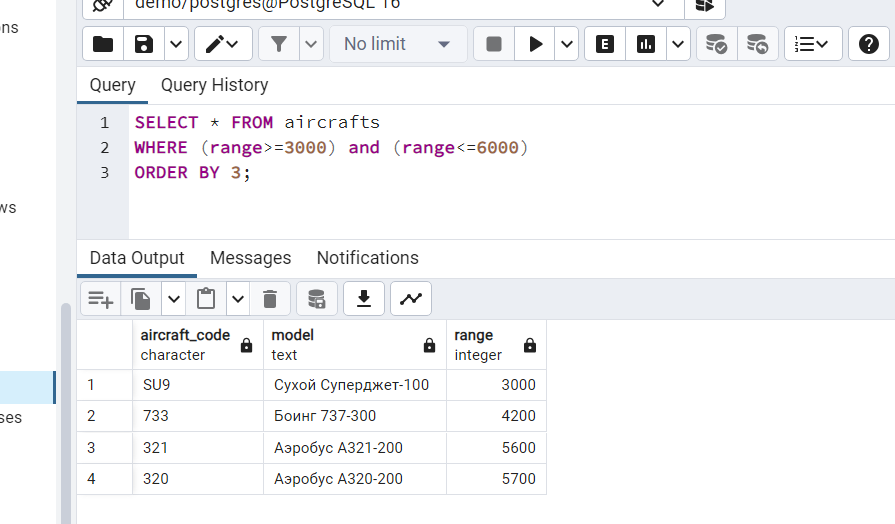 ons
demo/postgres@PostgreSQL 16
No limit
E
Query Query History
1 SELECT * FROM aircrafts
2 WHERE (range>=3000) and (range<=6000)
3 ORDER BY 3;
ws
Data Output Messages Notifications
aircraft_code model range
character text integer
1 SU9 Сухой Суперджет-100 3000
2 733 Боинг 737-300 4200
3 321 Аэробус A321-200 5600
ses
4 320 Аэробус A320-200 5700